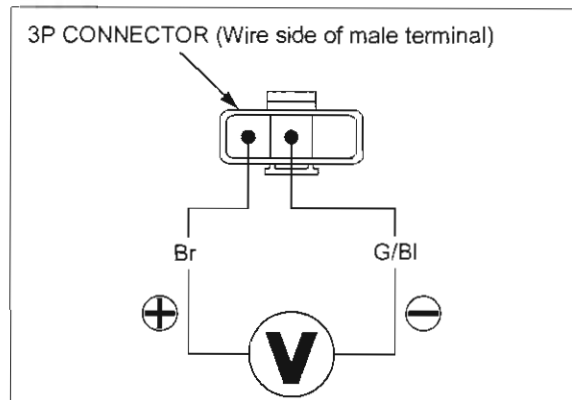 3P CONNECTOR (Wire side of male terminal)
Br
G/Bl
+
−
V